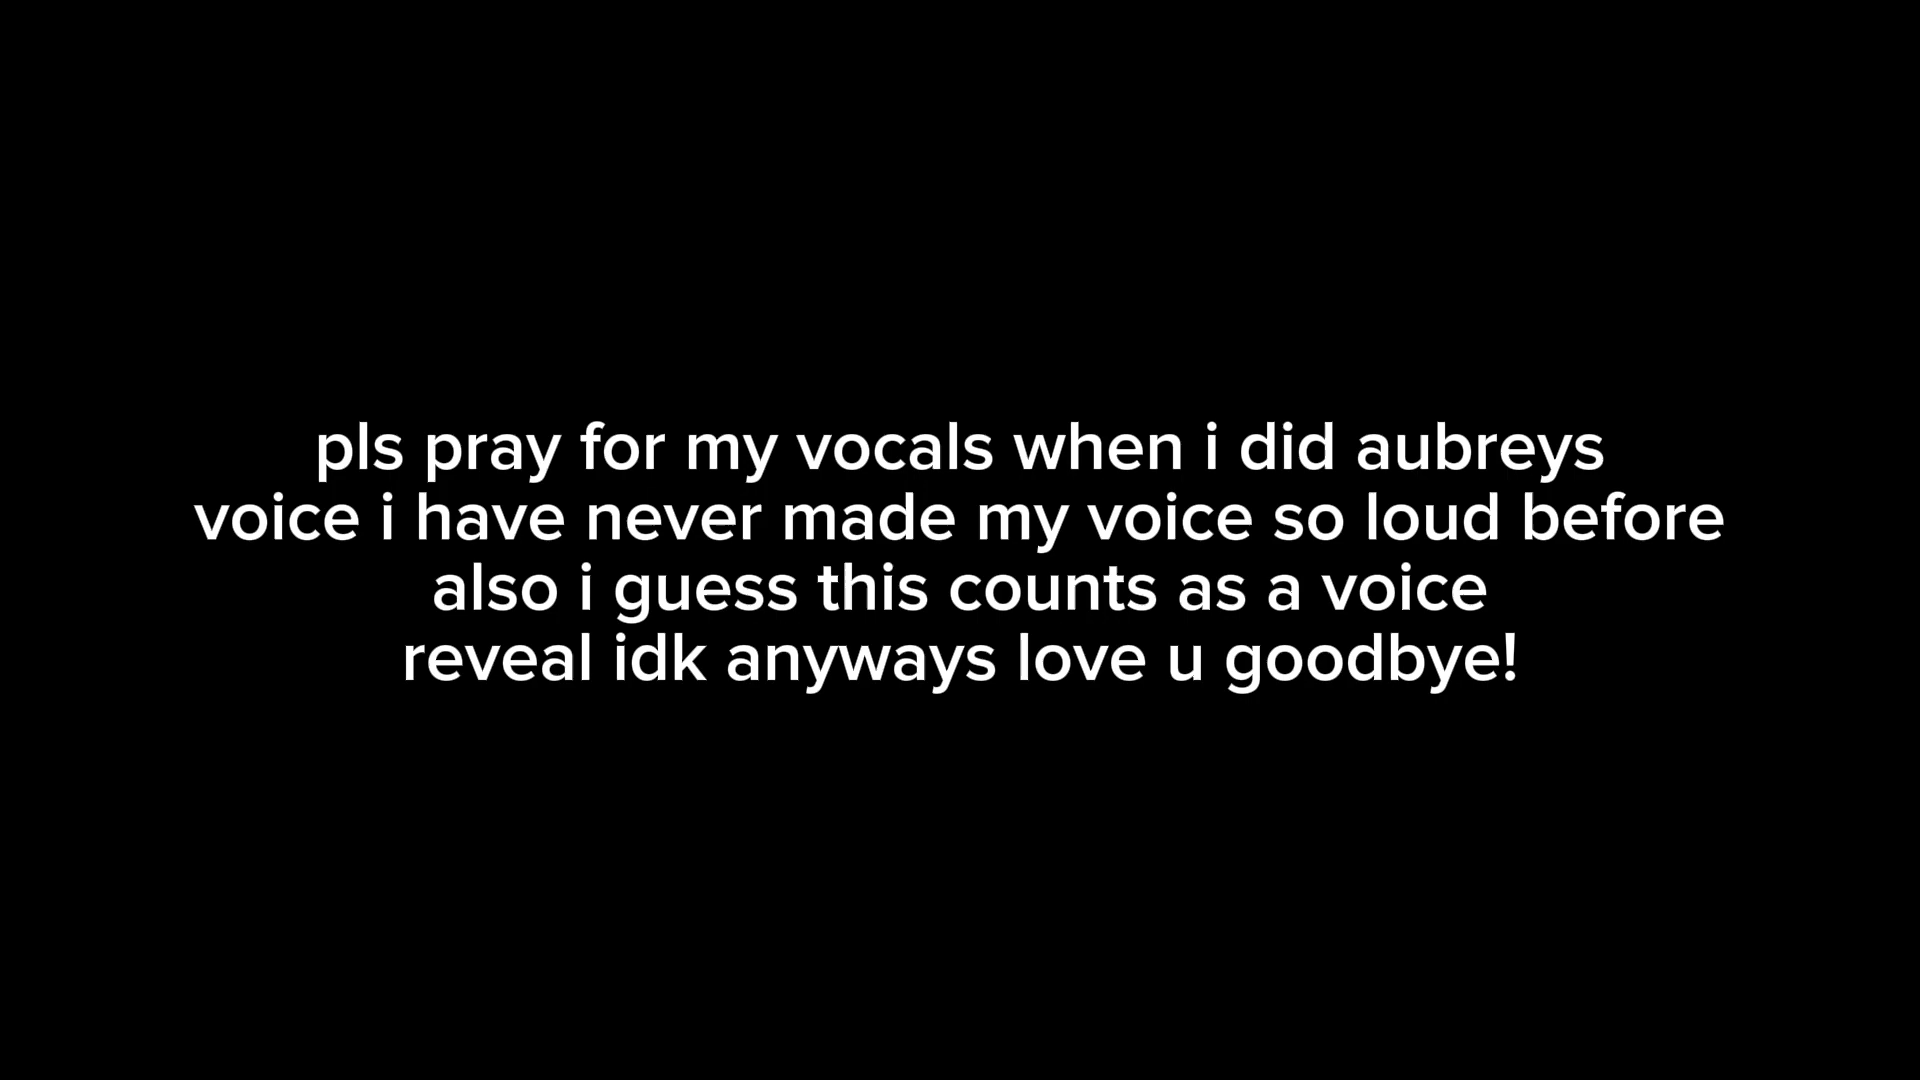 pls pray for my vocals when i did aubreys
voice i have never made my voice so loud before
also i guess this counts as a voice
reveal idk anyways love u goodbye!